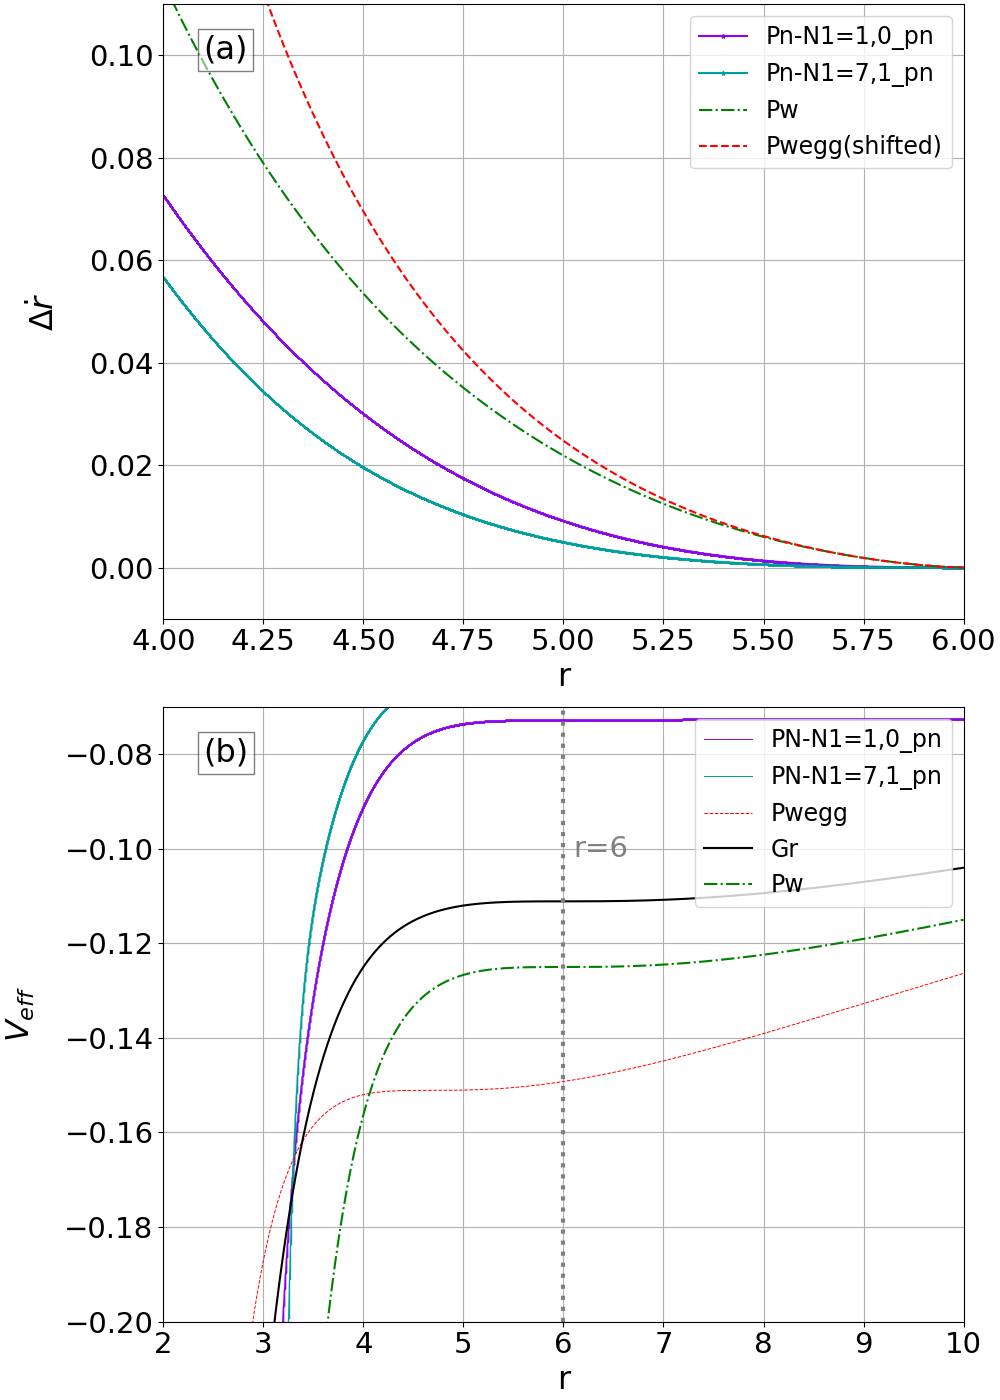 (a)
Pn-N1=1,0_pn
Pn-N1=7,1_pn
Pw
Pwegg(shifted)
0.10
0.08
0.06
0.04
0.02
0.00
Δṙ
4.00 4.25 4.50 4.75 5.00 5.25 5.50 5.75 6.00
r
(b)
PN-N1=1,0_pn
PN-N1=7,1_pn
Pwegg
Gr
Pw
r=6
−0.08
−0.10
−0.12
−0.14
−0.16
−0.18
−0.20
V_eff
2 3 4 5 6 7 8 9 10
r